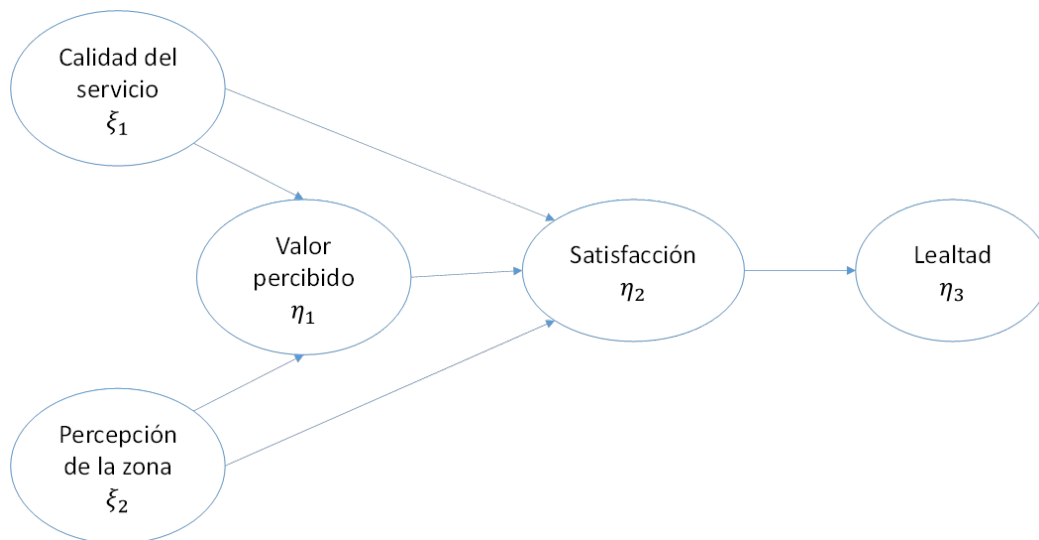 Calidad del
servicio
ξ₁
Valor
percibido
η₁
Satisfacción
η₂
Lealtad
η₃
Percepción
de la zona
ξ₂